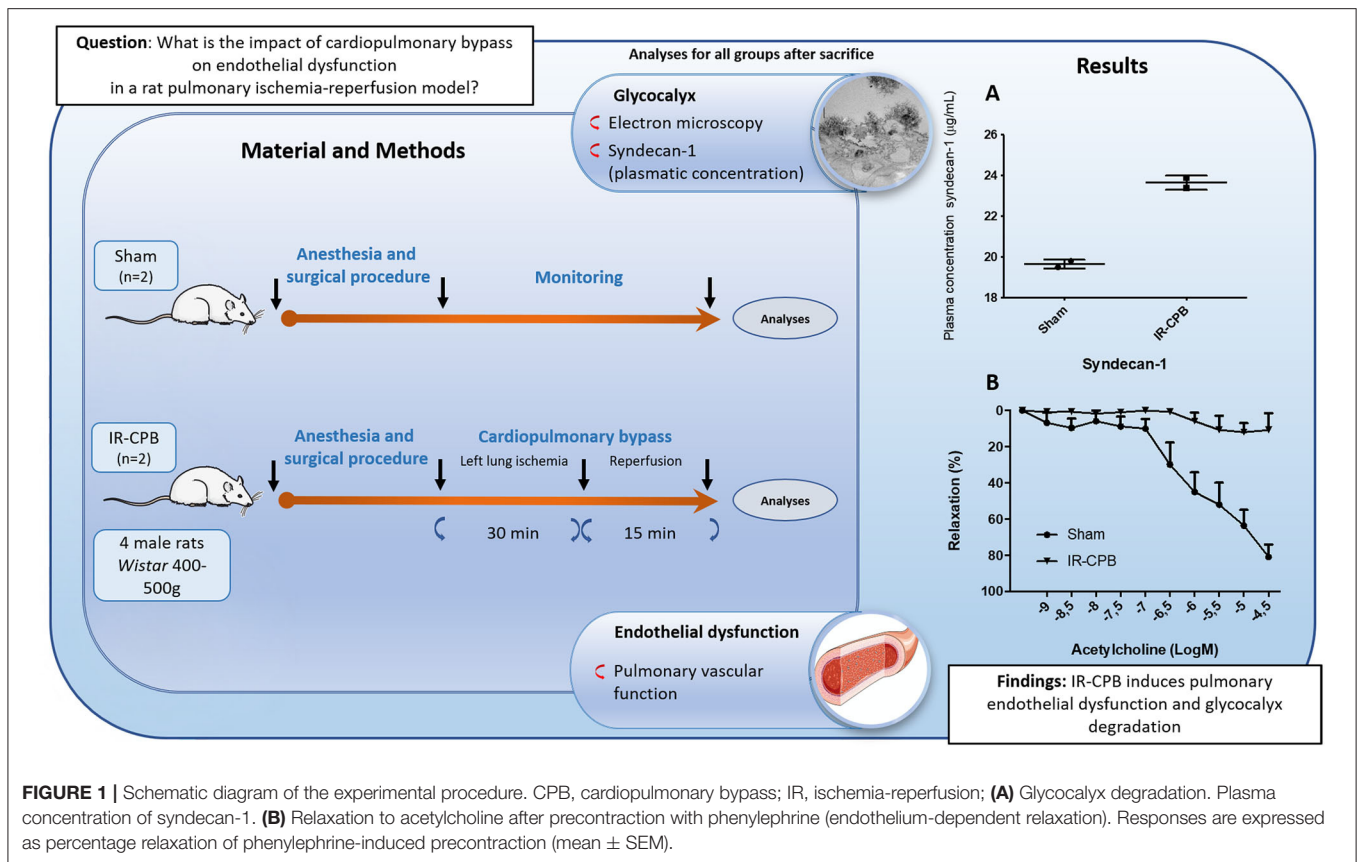 Question: What is the impact of cardiopulmonary bypass
on endothelial dysfunction
in a rat pulmonary ischemia-reperfusion model?
Analyses for all groups after sacrifice
Glycocalyx
Electron microscopy
Syndecan-1
(plasmatic concentration)
Material and Methods
Sham
(n=2)
Anesthesia and
surgical procedure
Monitoring
Analyses
IR-CPB
(n=2)
Anesthesia and
surgical procedure
Cardiopulmonary bypass
Left lung ischemia
Reperfusion
Analyses
30 min
15 min
4 male rats
Wistar 400-
500g
Endothelial dysfunction
Pulmonary vascular
function
Results
A
Plasma concentration syndecan-1 (µg/mL)
26
24
22
20
18
Sham
IR-CPB
Syndecan-1
B
Relaxation (%)
0
20
40
60
80
100
Sham
IR-CPB
-9
-8,5
-8
-7,5
-7
-6,5
-6
-5,5
-5
-4,5
Acetylcholine (LogM)
Findings: IR-CPB induces pulmonary
endothelial dysfunction and glycocalyx
degradation
FIGURE 1 | Schematic diagram of the experimental procedure. CPB, cardiopulmonary bypass; IR, ischemia-reperfusion; (A) Glycocalyx degradation. Plasma
concentration of syndecan-1. (B) Relaxation to acetylcholine after precontraction with phenylephrine (endothelium-dependent relaxation). Responses are expressed
as percentage relaxation of phenylephrine-induced precontraction (mean ± SEM).